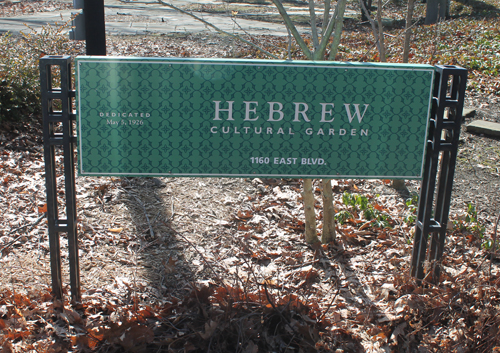 DEDICATED
May 5, 1926
HEBREW
CULTURAL GARDEN
1160 EAST BLVD.